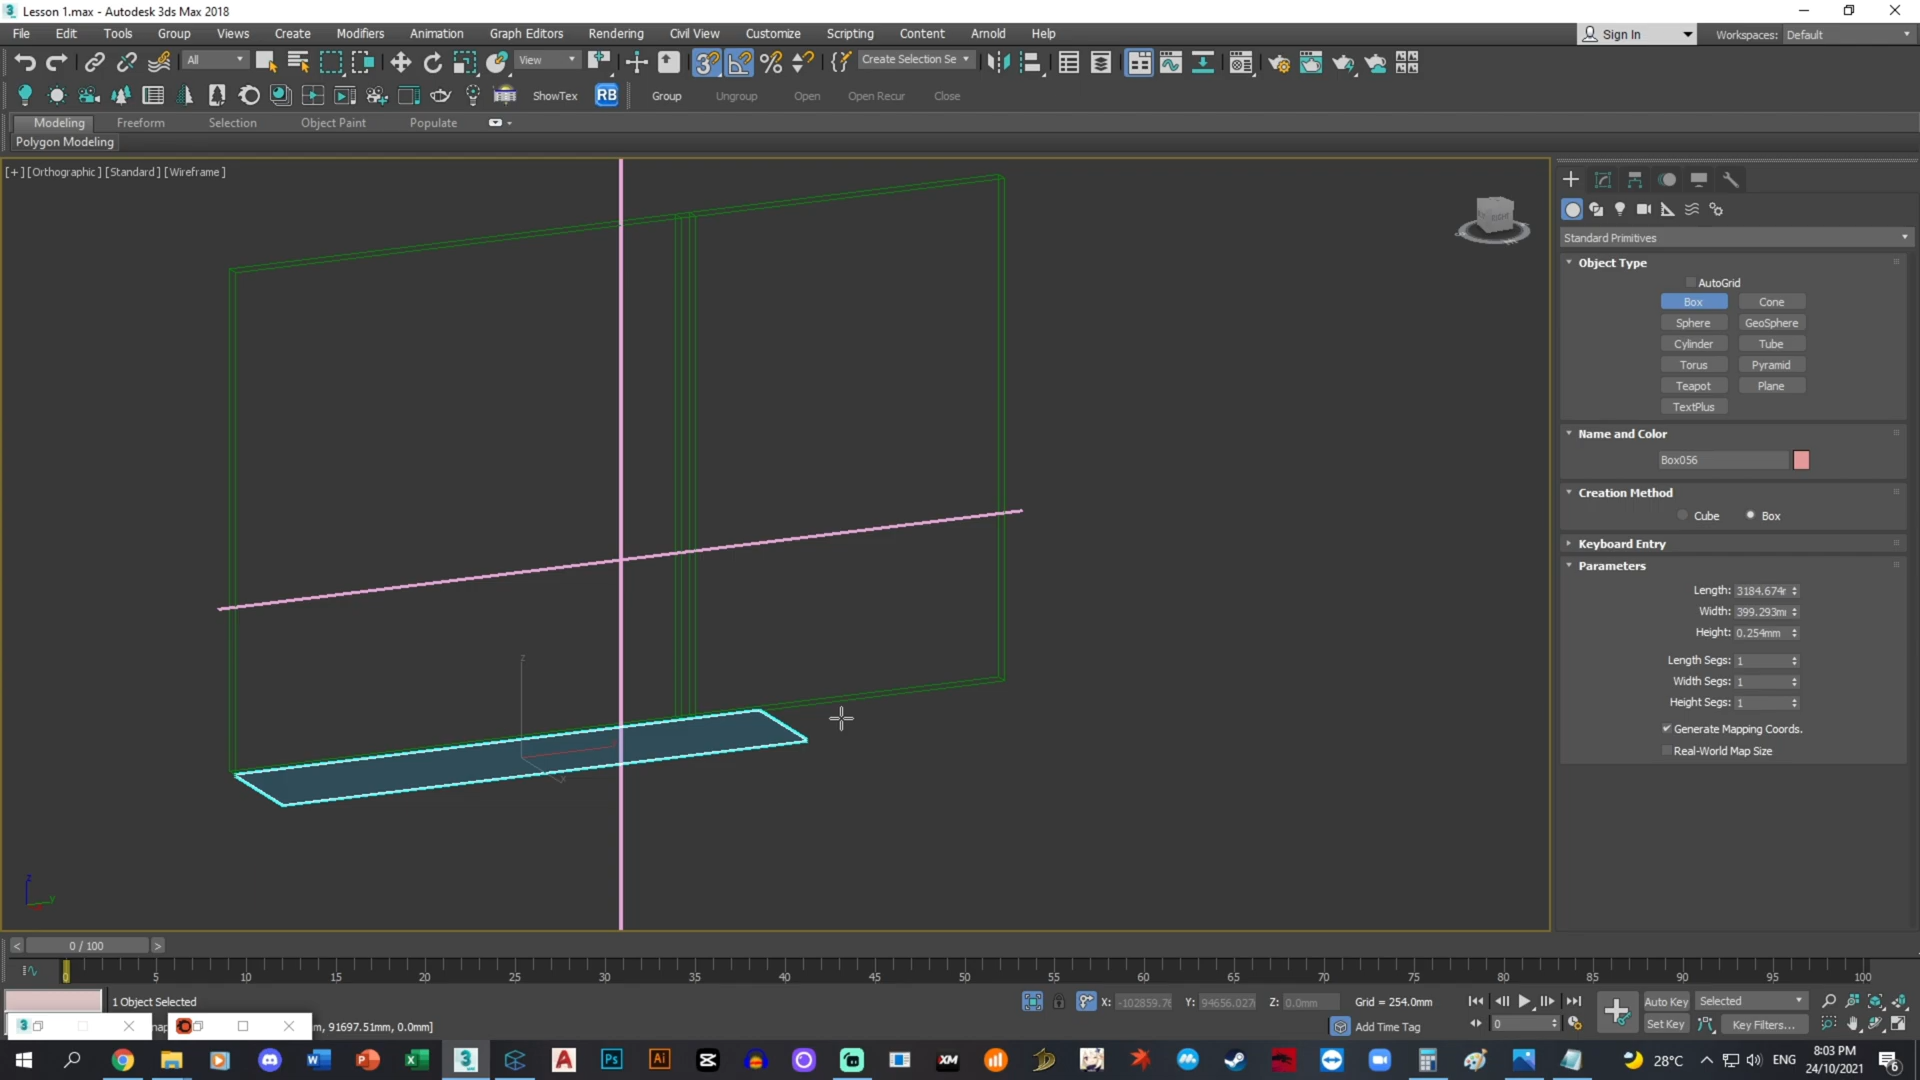 Lesson 1.max - Autodesk 3ds Max 2018
File Edit Tools Group Views Create Modifiers Animation Graph Editors Rendering Civil View Customize Scripting Content Arnold Help
Sign In Workspaces: Default
All View Create Selection Se
ShowTex RB Group Ungroup Open Open Recur Close
Modeling Freeform Selection Object Paint Populate
Polygon Modeling
[+] [Orthographic] [Standard] [Wireframe]
Standard Primitives
Object Type
AutoGrid
Box Cone
Sphere GeoSphere
Cylinder Tube
Torus Pyramid
Teapot Plane
TextPlus
Name and Color
Box056
Creation Method
Cube Box
Keyboard Entry
Parameters
Length: 3184.674r
Width: 399.293m
Height: 0.254mm
Length Segs: 1
Width Segs: 1
Height Segs: 1
Generate Mapping Coords.
Real-World Map Size
z
z
y
< 0 / 100 >
0 5 10 15 20 25 30 35 40 45 50 55 60 65 70 75 80 85 90 95 100
1 Object Selected X: -102859.76 Y: 94656.027 Z: 0.0mm Grid = 254.0mm Auto Key Selected
m, 91697.51mm, 0.0mm] Add Time Tag 0 Set Key Key Filters...
28°C ENG 8:03 PM
24/10/2021 6